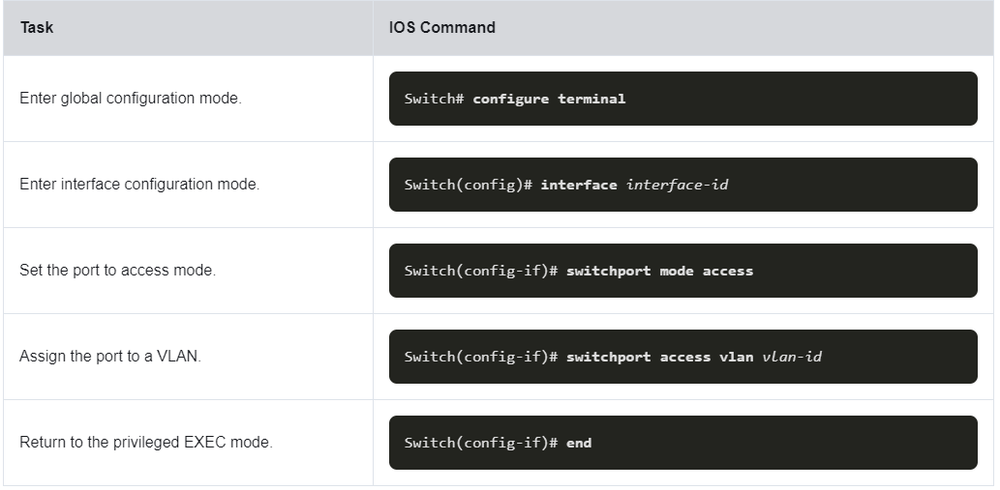 Task
IOS Command
Enter global configuration mode.
Switch# configure terminal
Enter interface configuration mode.
Switch(config)# interface interface-id
Set the port to access mode.
Switch(config-if)# switchport mode access
Assign the port to a VLAN.
Switch(config-if)# switchport access vlan vlan-id
Return to the privileged EXEC mode.
Switch(config-if)# end